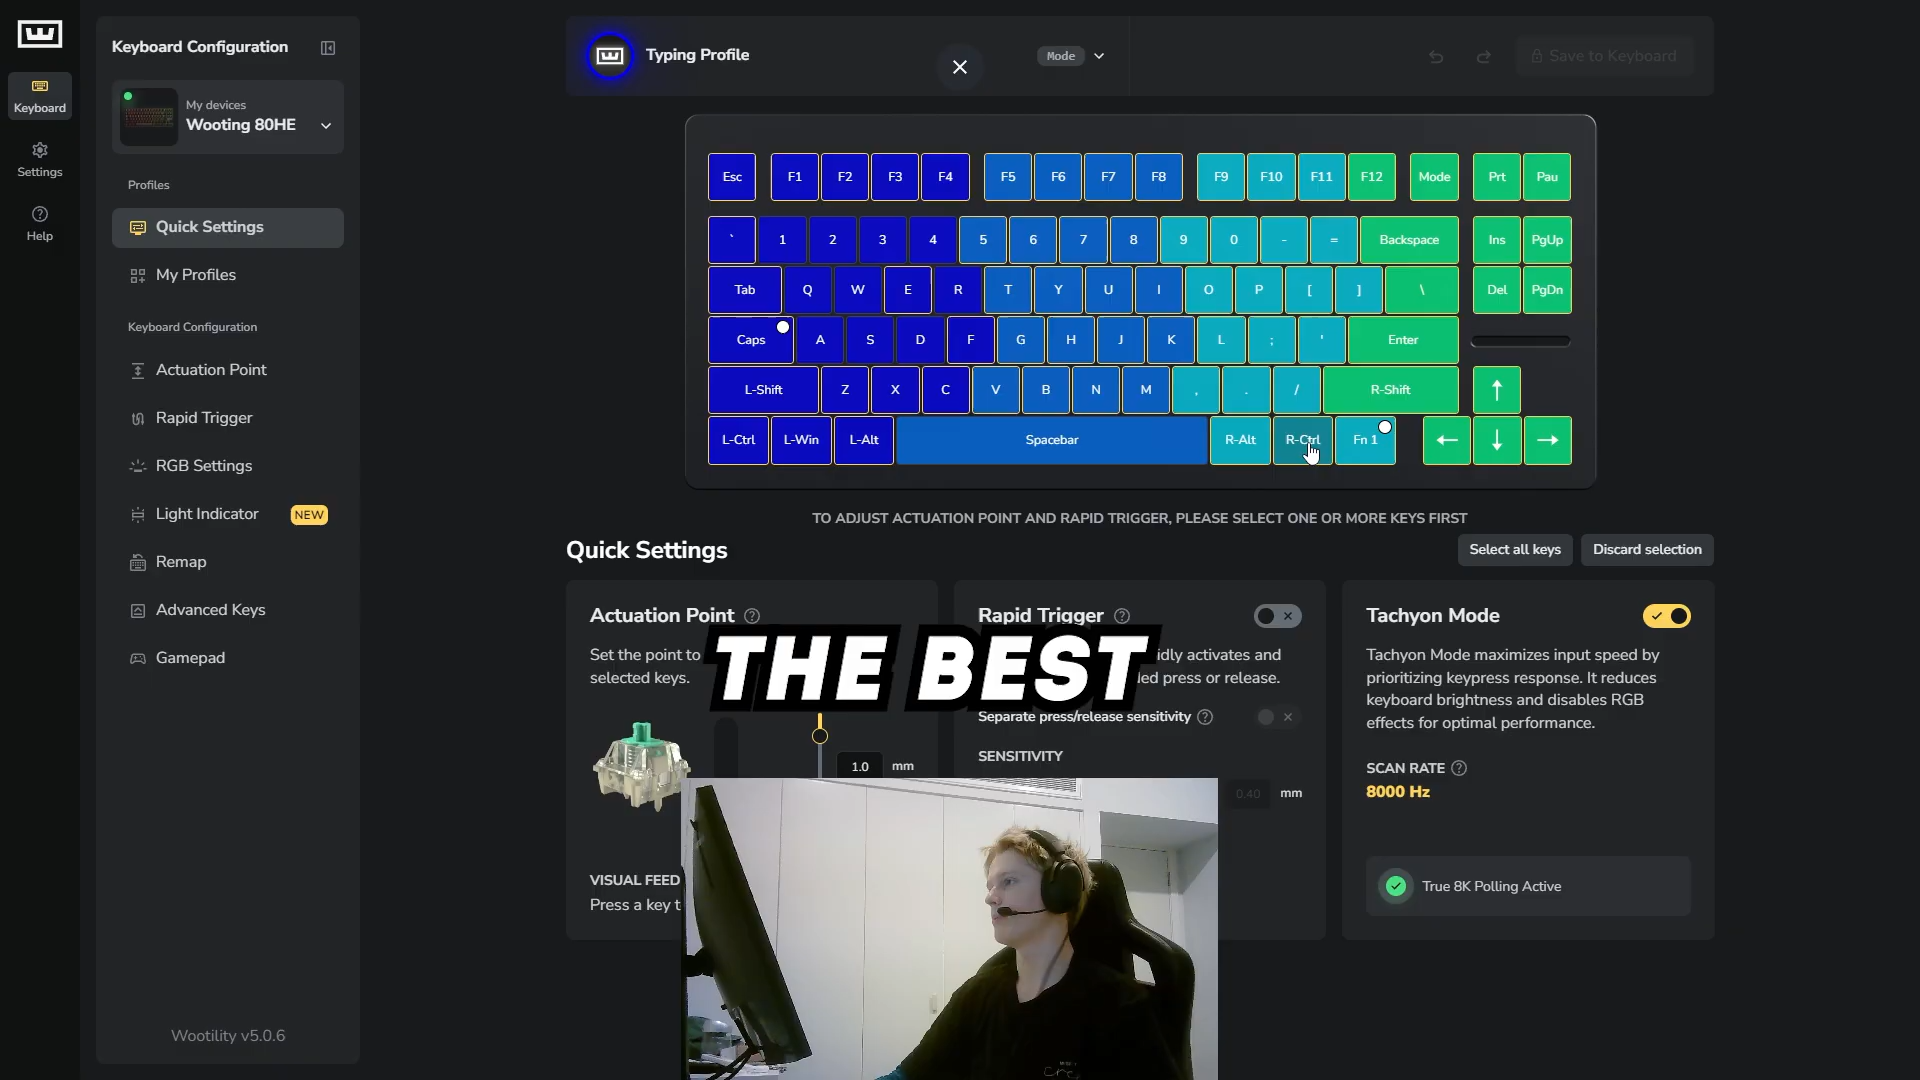 Keyboard Configuration
Typing Profile
Mode
Save to Keyboard
Keyboard
My devices
Wooting 80HE
Settings
Help
Profiles
Quick Settings
My Profiles
Keyboard Configuration
Actuation Point
Rapid Trigger
RGB Settings
Light Indicator NEW
Remap
Advanced Keys
Gamepad
Wootility v5.0.6
Esc F1 F2 F3 F4 F5 F6 F7 F8 F9 F10 F11 F12 Mode Prt Pau
` 1 2 3 4 5 6 7 8 9 0 - = Backspace Ins PgUp
Tab Q W E R T Y U I O P [ ] \ Del PgDn
Caps A S D F G H J K L ; ' Enter
L-Shift Z X C V B N M , . / R-Shift ↑
L-Ctrl L-Win L-Alt Spacebar R-Alt R-Ctrl Fn 1 ← ↓ →
TO ADJUST ACTUATION POINT AND RAPID TRIGGER, PLEASE SELECT ONE OR MORE KEYS FIRST
Quick Settings
Select all keys
Discard selection
Actuation Point
Set the point to
selected keys.
1.0 mm
VISUAL FEED
Press a key t
THE BEST
Rapid Trigger
idly activates and
ded press or release.
Separate press/release sensitivity
SENSITIVITY
0.40 mm
Tachyon Mode
Tachyon Mode maximizes input speed by
prioritizing keypress response. It reduces
keyboard brightness and disables RGB
effects for optimal performance.
SCAN RATE
8000 Hz
True 8K Polling Active